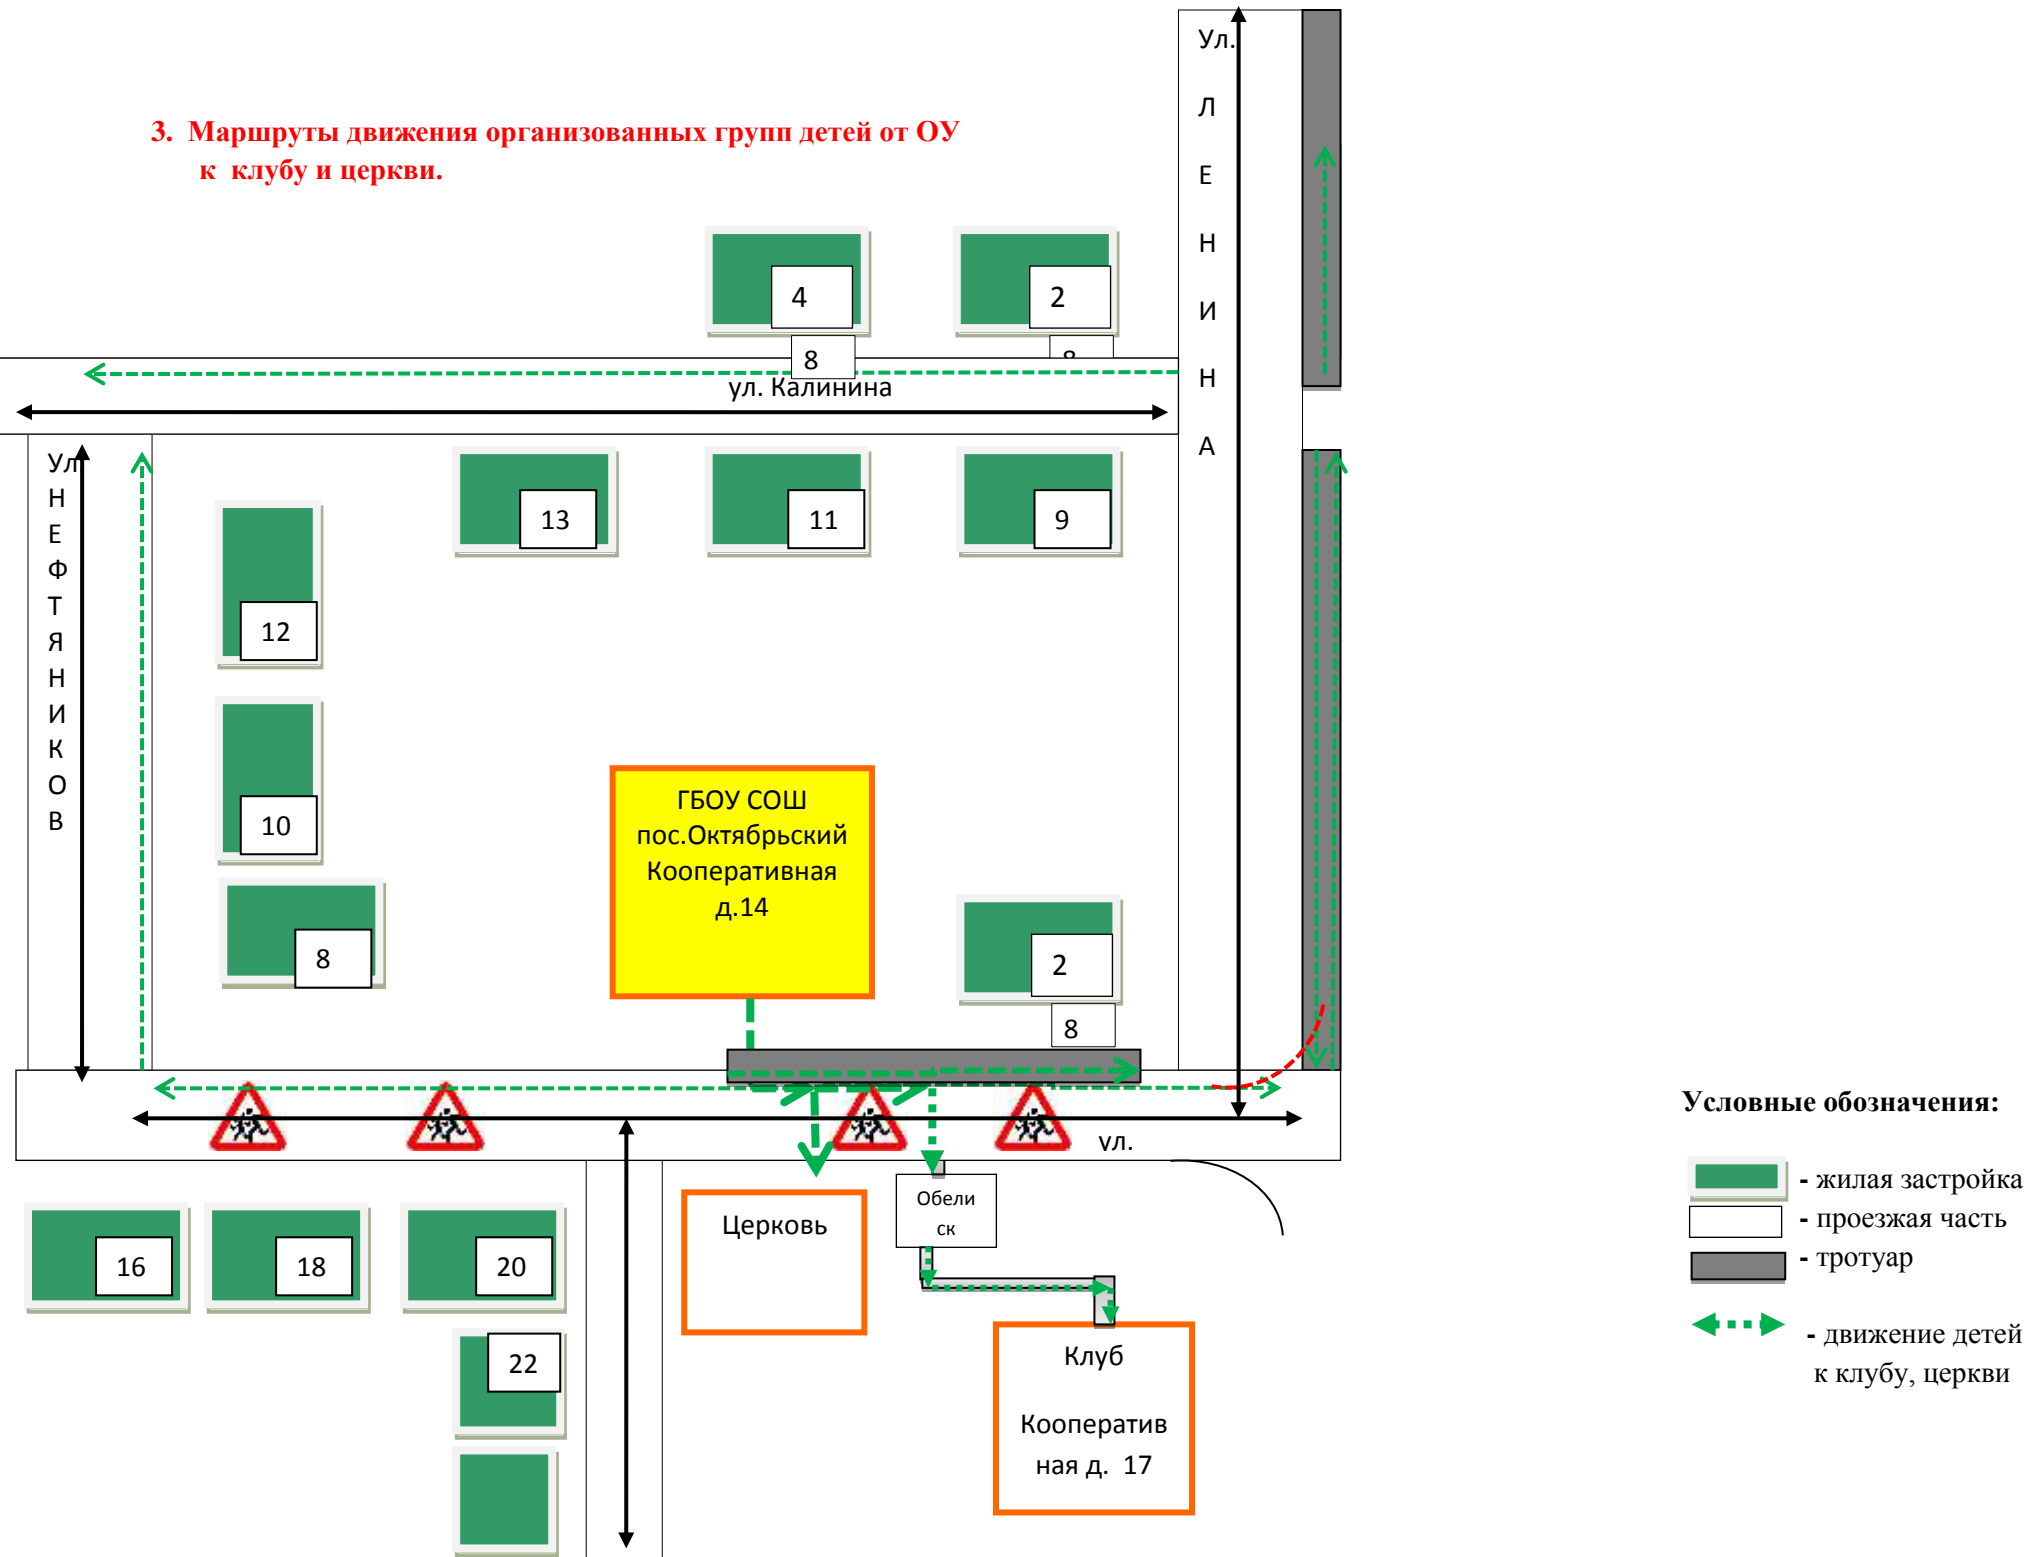 3. Маршруты движения организованных групп детей от ОУ
к клубу и церкви.
Ул.
Л
Е
Н
И
Н
А
4
2
8
ул. Калинина
Ул
Н
Е
Ф
Т
Я
Н
И
К
О
В
13
11
9
12
10
8
ГБОУ СОШ
пос.Октябрьский
Кооперативная
д.14
2
8
ул.
Церковь
Обели
ск
16
18
20
22
Клуб
Кооператив
ная д. 17
Условные обозначения:
- жилая застройка
- проезжая часть
- тротуар
- движение детей
к клубу, церкви